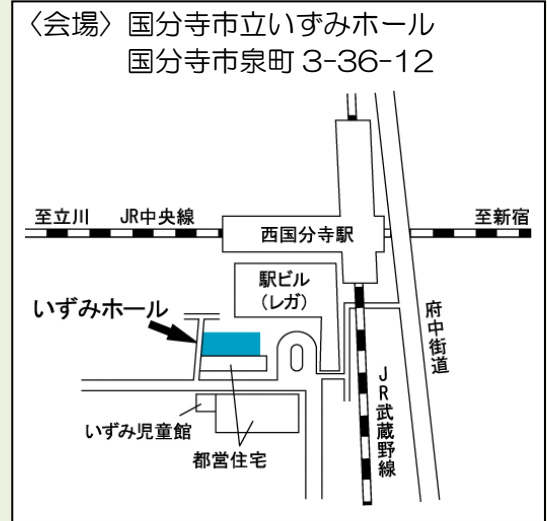 〈会場〉国分寺市立いずみホール
国分寺市泉町 3-36-12
至立川
JR中央線
西国分寺駅
至新宿
駅ビル
(レガ)
いずみホール
府中街道
JR武蔵野線
いずみ児童館
都営住宅